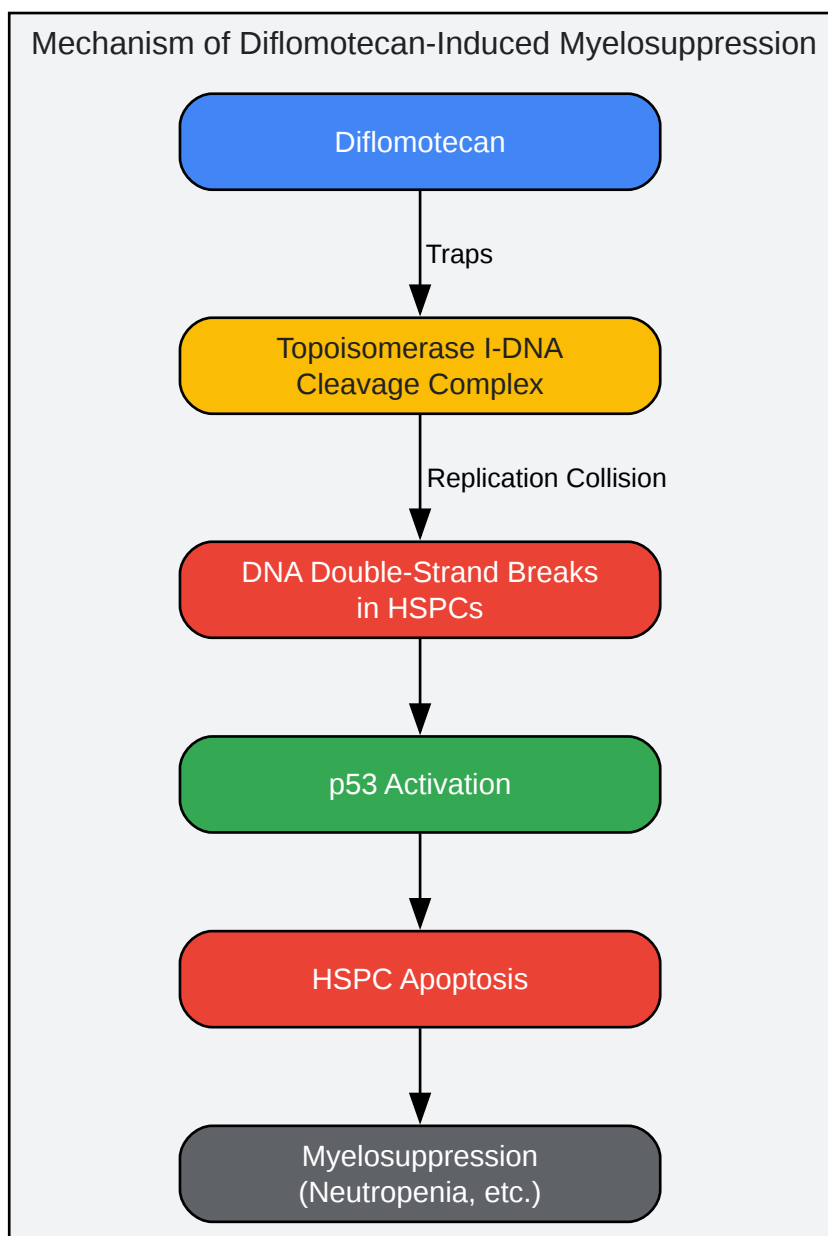 Mechanism of Diflomotecan-Induced Myelosuppression
Diflomotecan
Traps
Topoisomerase I-DNA
Cleavage Complex
Replication Collision
DNA Double-Strand Breaks
in HSPCs
p53 Activation
HSPC Apoptosis
Myelosuppression
(Neutropenia, etc.)